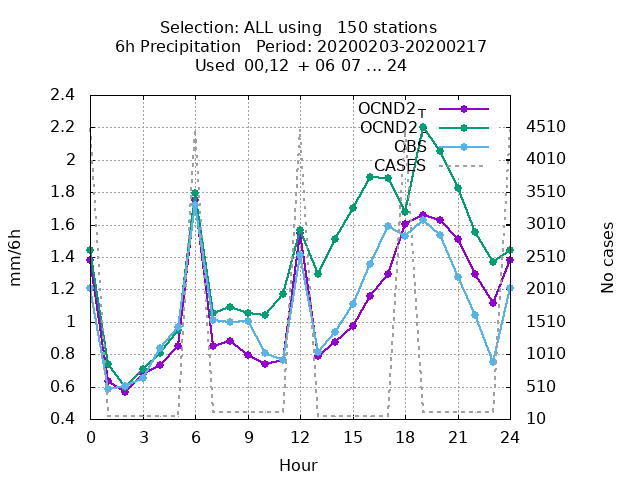 Selection: ALL using   150 stations
6h Precipitation   Period: 20200203-20200217
Used  00,12  + 06 07 ... 24
2.4
2.2
2
1.8
1.6
1.4
1.2
1
0.8
0.6
0.4
mm/6h
OCND2┬
OCND2
OBS
CASES
4510
4010
3510
3010
2510
2010
1510
1010
510
10
No cases
0 3 6 9 12 15 18 21 24
Hour